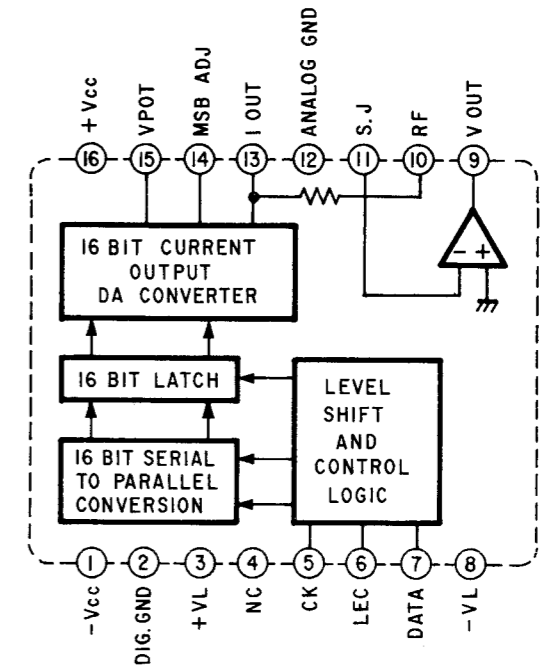 +Vcc
VPOT
MSB ADJ
I OUT
ANALOG GND
S.J
RF
V OUT
16
15
14
13
12
11
10
9
16 BIT CURRENT
OUTPUT
DA CONVERTER
- +
16 BIT LATCH
LEVEL
SHIFT
AND
CONTROL
LOGIC
16 BIT SERIAL
TO PARALLEL
CONVERSION
1
2
3
4
5
6
7
8
-Vcc
DIG.GND
+VL
NC
CK
LEC
DATA
-VL